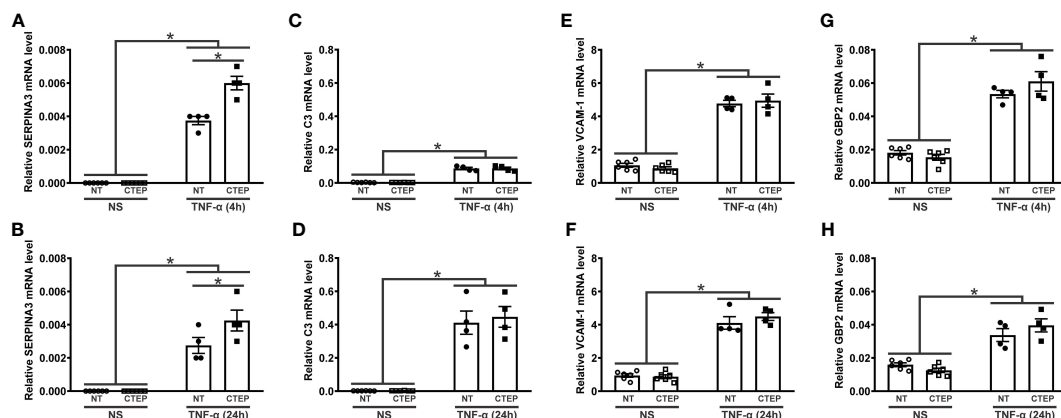 A
Relative SERPINA3 mRNA level
0.008
0.006
0.004
0.002
0.000
*
*
NT CTEP NT CTEP
NS TNF-α (4h)
C
Relative C3 mRNA level
0.8
0.6
0.4
0.2
0.0
*
NT CTEP NT CTEP
NS TNF-α (4h)
E
Relative VCAM-1 mRNA level
8
6
4
2
0
*
NT CTEP NT CTEP
NS TNF-α (4h)
G
Relative GBP2 mRNA level
0.08
0.06
0.04
0.02
0.00
*
NT CTEP NT CTEP
NS TNF-α (4h)
B
Relative SERPINA3 mRNA level
0.008
0.006
0.004
0.002
0.000
*
*
NT CTEP NT CTEP
NS TNF-α (24h)
D
Relative C3 mRNA level
0.8
0.6
0.4
0.2
0.0
*
NT CTEP NT CTEP
NS TNF-α (24h)
F
Relative VCAM-1 mRNA level
8
6
4
2
0
*
NT CTEP NT CTEP
NS TNF-α (24h)
H
Relative GBP2 mRNA level
0.08
0.06
0.04
0.02
0.00
*
NT CTEP NT CTEP
NS TNF-α (24h)